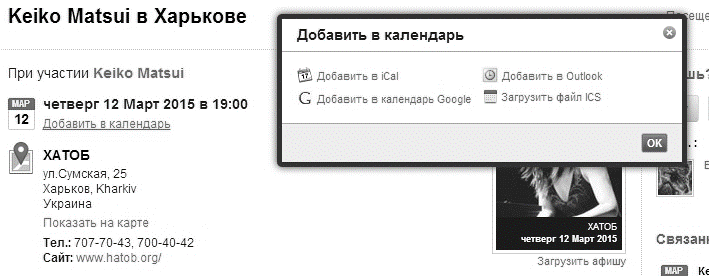 Keiko Matsui в Харькове
При участии Keiko Matsui
МАР
12
четверг 12 Март 2015 в 19:00
Добавить в календарь
ХАТОБ
ул.Сумская, 25
Харьков, Kharkiv
Украина
Показать на карте
Тел.: 707-70-43, 700-40-42
Сайт: www.hatob.org/
Добавить в календарь
Добавить в iCal
Добавить в Outlook
Добавить в календарь Google
Загрузить файл ICS
OK
ХАТОБ
четверг 12 Март 2015
Загрузить афишу
Связан
МАР
Ke